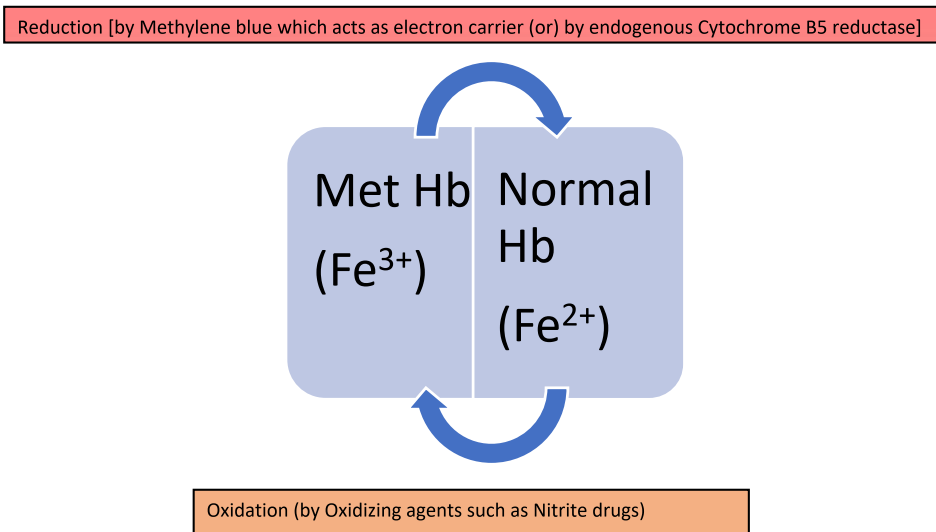 Reduction [by Methylene blue which acts as electron carrier (or) by endogenous Cytochrome B5 reductase]
Met Hb
(Fe³⁺)
Normal
Hb
(Fe²⁺)
Oxidation (by Oxidizing agents such as Nitrite drugs)